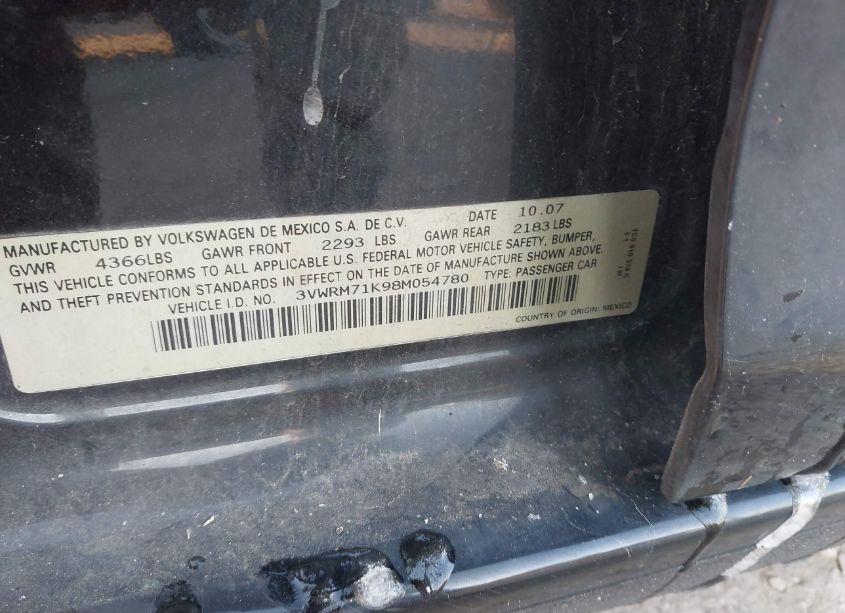 MANUFACTURED BY VOLKSWAGEN DE MEXICO S.A. DE C.V. DATE 10.07
GVWR 4366LBS GAWR FRONT 2293 LBS GAWR REAR 2183LBS
THIS VEHICLE CONFORMS TO ALL APPLICABLE U.S. FEDERAL MOTOR VEHICLE SAFETY, BUMPER,
AND THEFT PREVENTION STANDARDS IN EFFECT ON THE DATE OF MANUFACTURE SHOWN ABOVE.
VEHICLE I.D. NO. 3VWRM71K98M054780 TYPE: PASSENGER CAR
COUNTRY OF ORIGIN: MEXICO